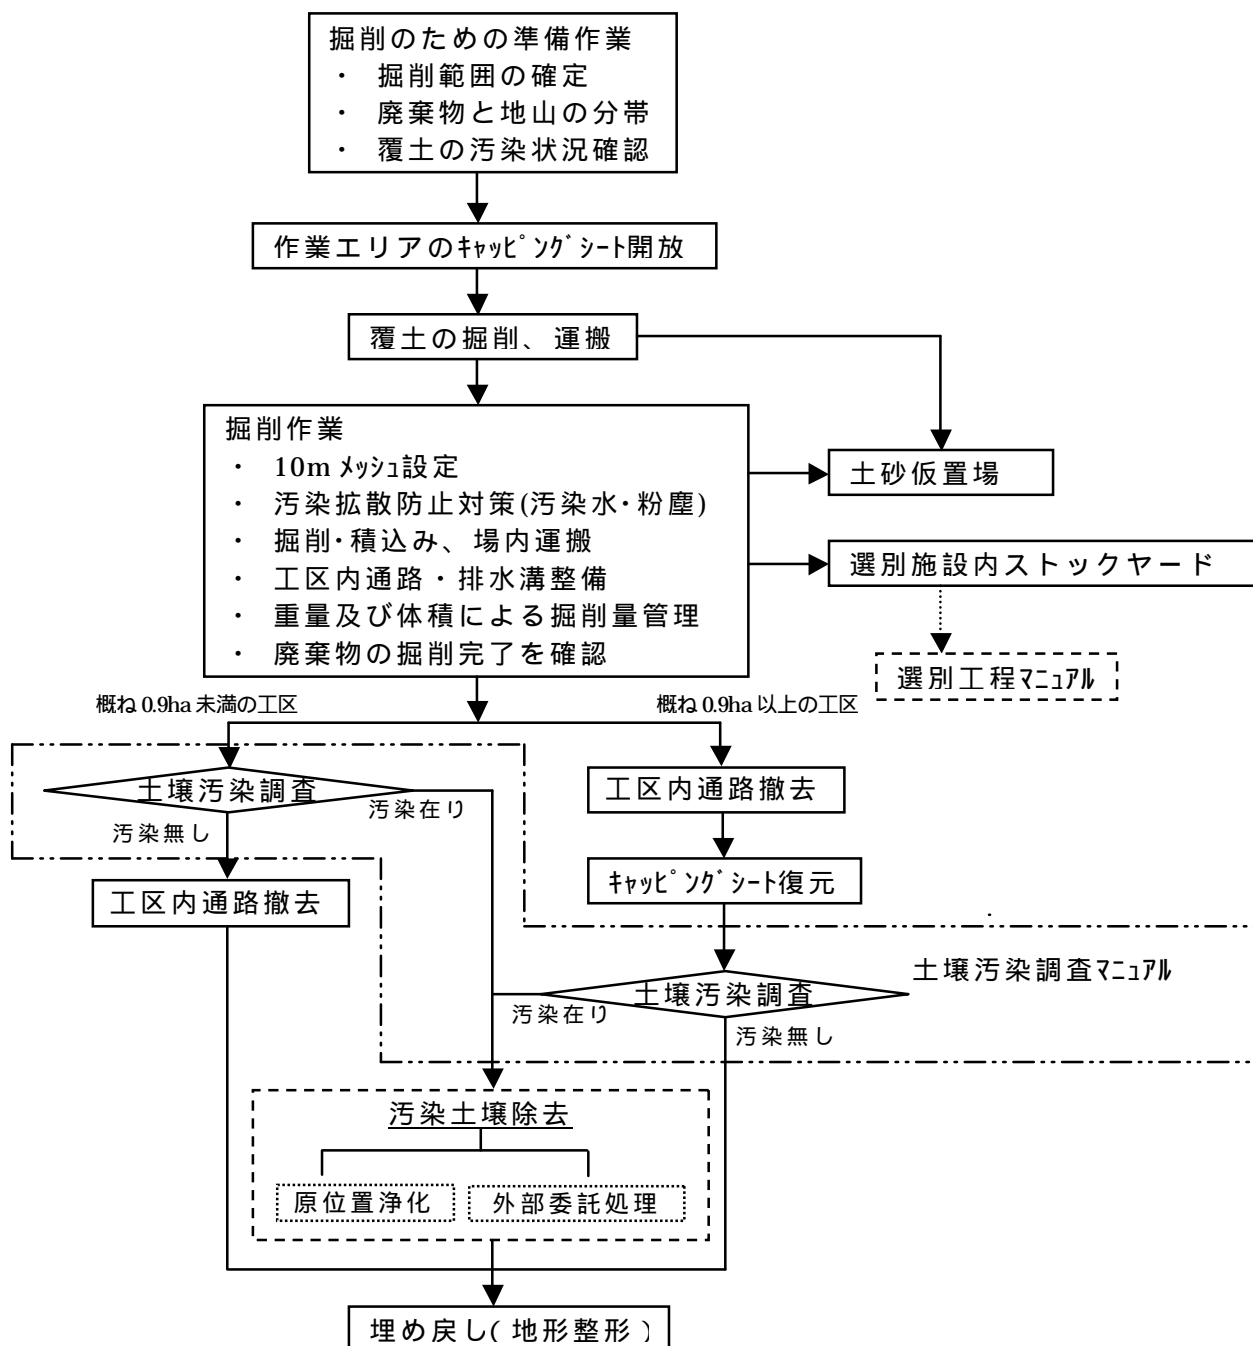 掘削のための準備作業
・ 掘削範囲の確定
・ 廃棄物と地山の分帯
・ 覆土の汚染状況確認
作業エリアのｷｬｯﾋﾟﾝｸﾞｼｰﾄ開放
覆土の掘削、運搬
掘削作業
・ 10mﾒｯｼｭ設定
・ 汚染拡散防止対策(汚染水･粉塵)
・ 掘削･積込み、場内運搬
・ 工区内通路・排水溝整備
・ 重量及び体積による掘削量管理
・ 廃棄物の掘削完了を確認
土砂仮置場
選別施設内ストックヤード
選別工程ﾏﾆｭｱﾙ
概ね 0.9ha 未満の工区
概ね 0.9ha 以上の工区
土壌汚染調査
汚染在り
汚染無し
工区内通路撤去
工区内通路撤去
ｷｬｯﾋﾟﾝｸﾞｼｰﾄ復元
土壌汚染調査ﾏﾆｭｱﾙ
土壌汚染調査
汚染在り
汚染無し
汚染土壌除去
原位置浄化
外部委託処理
埋め戻し(地形整形)